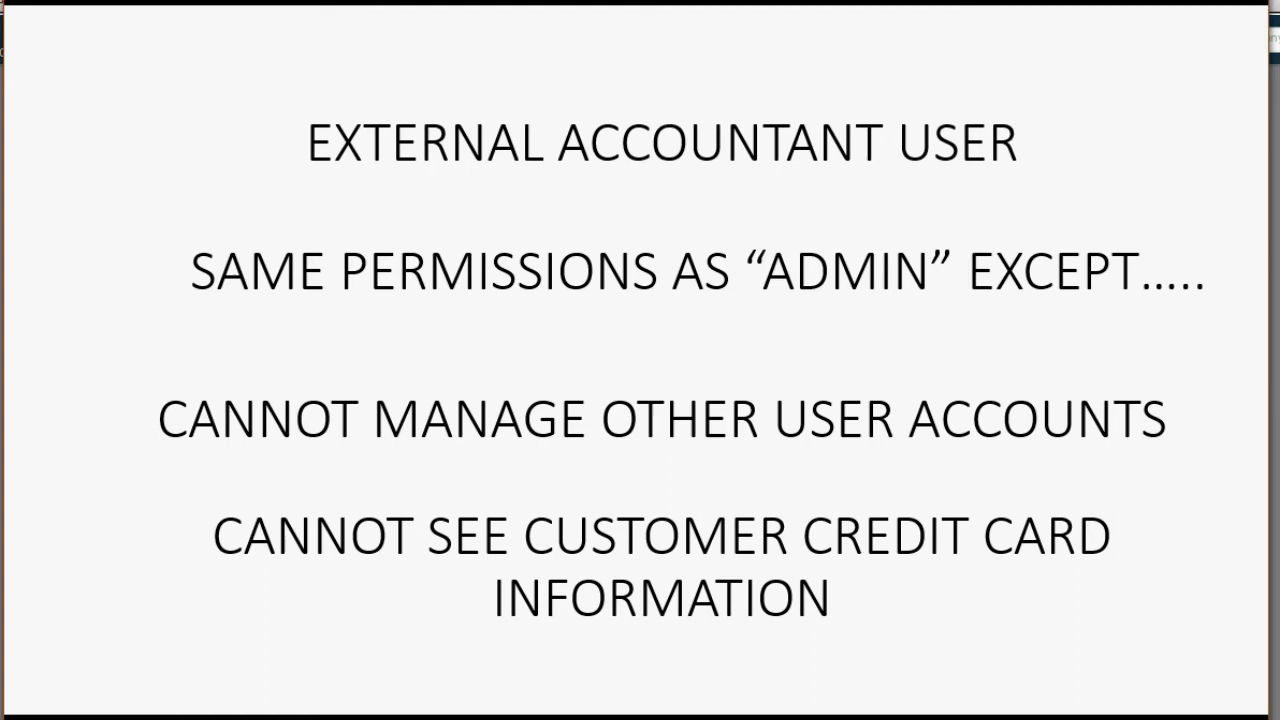 EXTERNAL ACCOUNTANT USER
SAME PERMISSIONS AS “ADMIN” EXCEPT…..
CANNOT MANAGE OTHER USER ACCOUNTS
CANNOT SEE CUSTOMER CREDIT CARD
INFORMATION